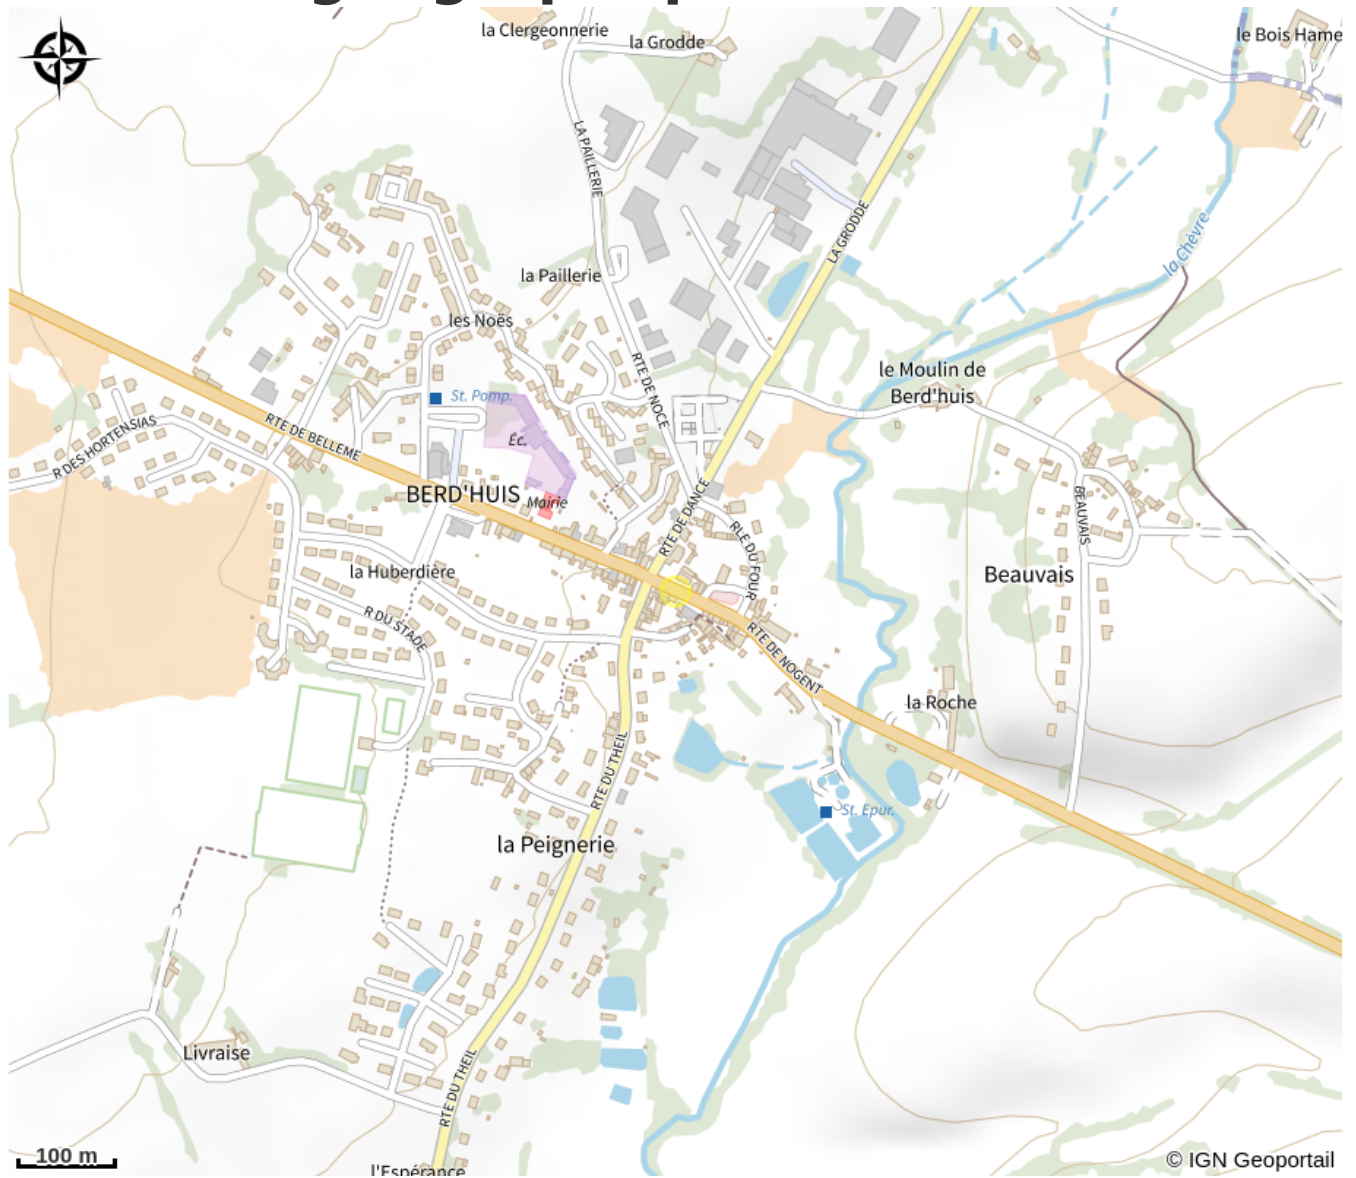 la Clergeonnerie
la Grodde
le Bois Hame
LA PAILLERIE
LA GRODDE
la Chèvre
la Paillerie
les Noës
RTE DE NOCE
le Moulin de
Berd'huis
St. Pomp.
R DES HORTENSIAS
RTE DE BELLEME
Éc.
BERD'HUIS
Mairie
RTE DE DANCE
RLE DU FOUR
BEAUVAIS
la Huberdière
Beauvais
R DU STADE
RTE DE NOGENT
la Roche
RTE DU THEIL
St. Epur.
la Peignerie
Livraise
RTE DU THEIL
100 m
l'Espérance
© IGN Geoportail